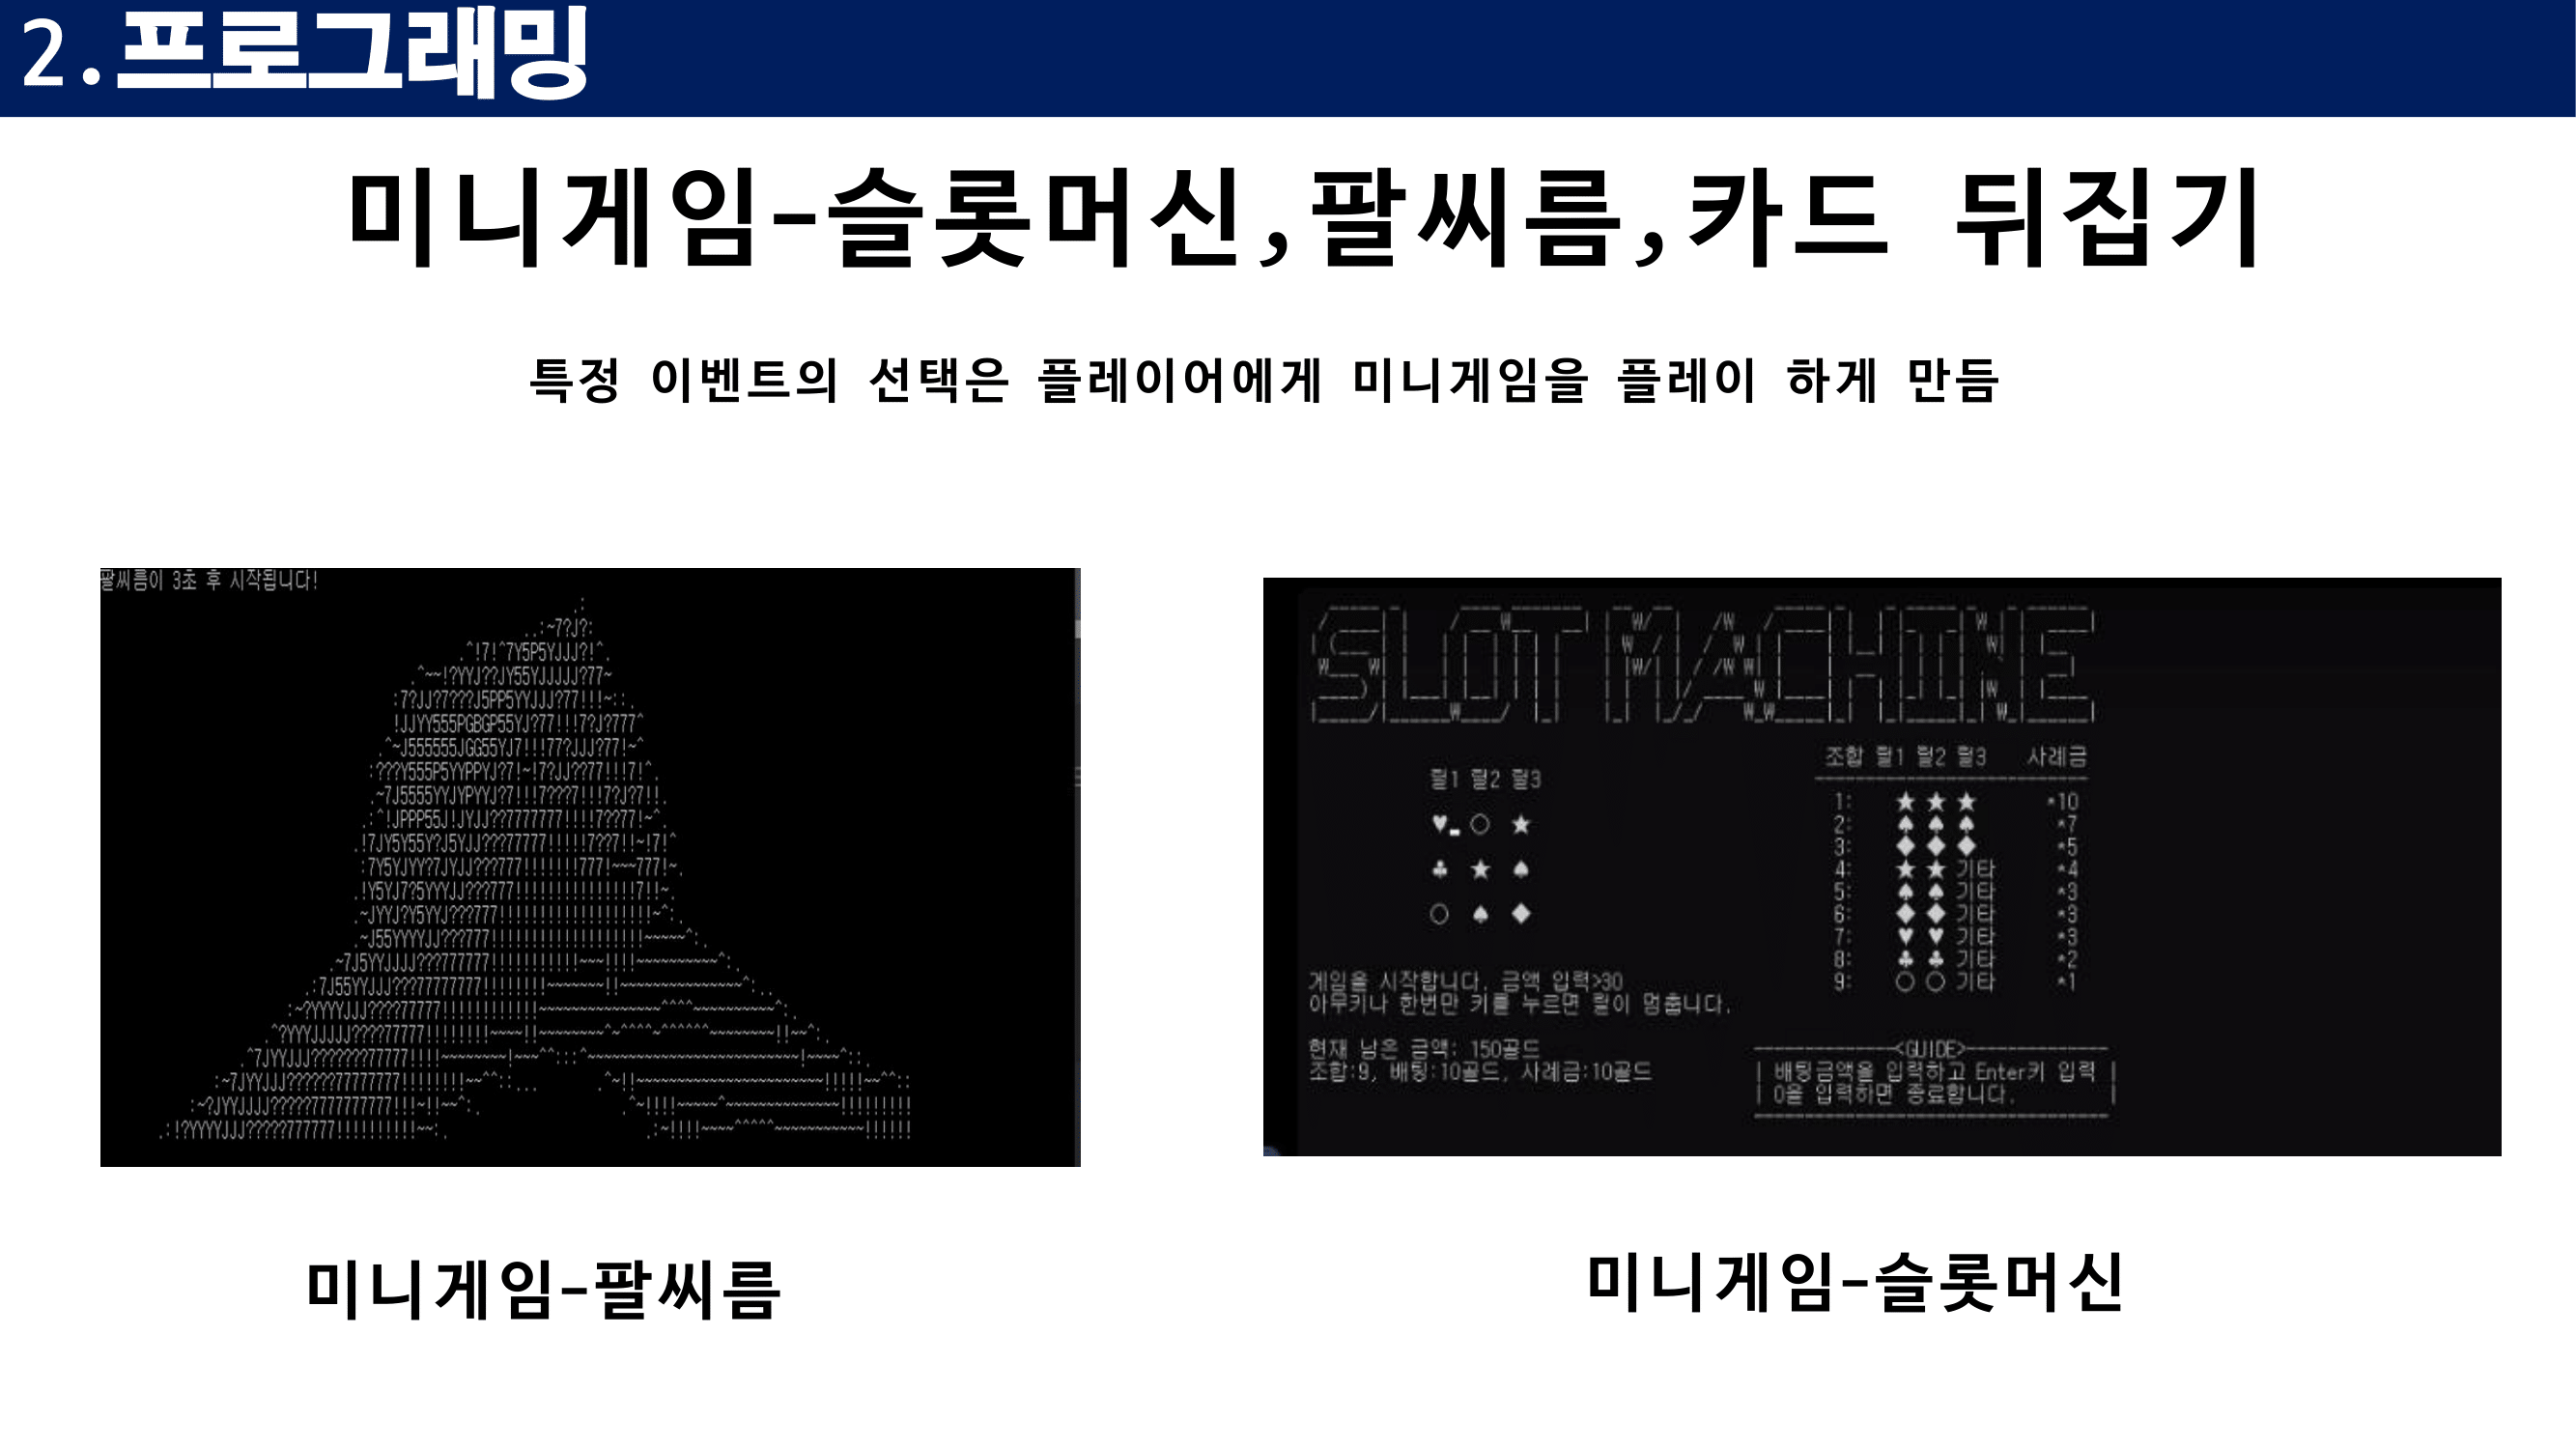 2.프로그래밍
미니게임-슬롯머신,팔씨름,카드 뒤집기
특정 이벤트의 선택은 플레이어에게 미니게임을 플레이 하게 만듬
팔씨름이 3초 후 시작됩니다!
SLOT MACHINE
릴1 릴2 릴3
♥ ○ ★
♣ ★ ♠
○ ♠ ◆
조합 릴1 릴2 릴3 사례금
1: ★ ★ ★ *10
2: ♠ ♠ ♠ *7
3: ◆ ◆ ◆ *5
4: ★ ★ 기타 *4
5: ♠ ♠ 기타 *3
6: ◆ ◆ 기타 *3
7: ♥ ♥ 기타 *3
8: ♣ ♣ 기타 *2
9: ○ ○ 기타 *1
게임을 시작합니다. 금액 입력>30
아무키나 한번만 키를 누르면 릴이 멈춥니다.
현재 남은 금액: 150골드
조합:9, 배팅:10골드, 사례금:10골드
<GUIDE>
배팅금액을 입력하고 Enter키 입력
0을 입력하면 종료합니다.
미니게임-팔씨름
미니게임-슬롯머신